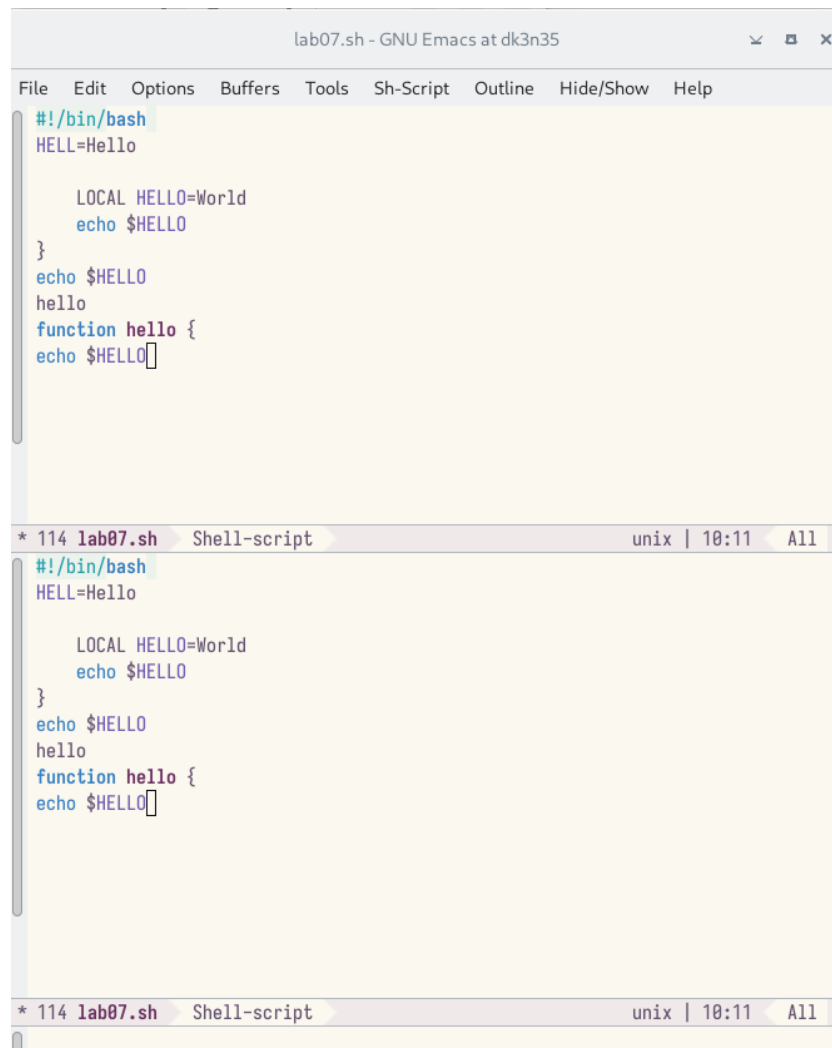 lab07.sh - GNU Emacs at dk3n35
File Edit Options Buffers Tools Sh-Script Outline Hide/Show Help
#!/bin/bash
HELL=Hello
LOCAL HELLO=World
echo $HELLO
}
echo $HELLO
hello
function hello {
echo $HELLO
* 114 lab07.sh Shell-script unix | 10:11 All
#!/bin/bash
HELL=Hello
LOCAL HELLO=World
echo $HELLO
}
echo $HELLO
hello
function hello {
echo $HELLO
* 114 lab07.sh Shell-script unix | 10:11 All